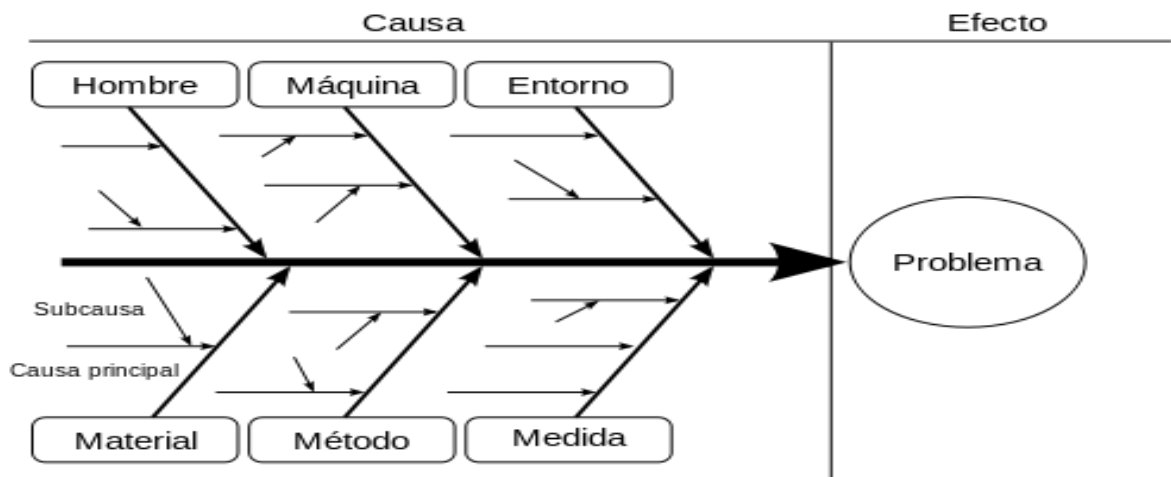 Causa
Efecto
Hombre
Máquina
Entorno
Problema
Subcausa
Causa principal
Material
Método
Medida